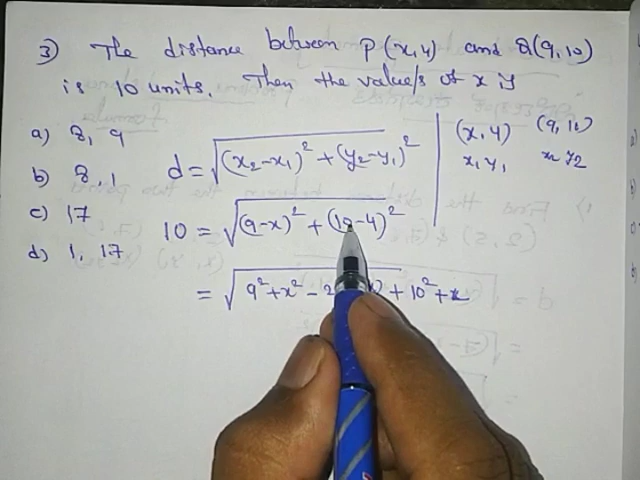 3) The distance between P(x,4) and Q(9,10)
is 10 units. Then the value/s of x is
a) 8, 9
b) 8, 1
c) 17
d) 1, 17
d = √(x₂-x₁)² + (y₂-y₁)²
10 = √(9-x)² + (10-4)²
= √9² + x² - 2 + 10² + x
(x,4) (9,10)
x₁ y₁ x₂ y₂